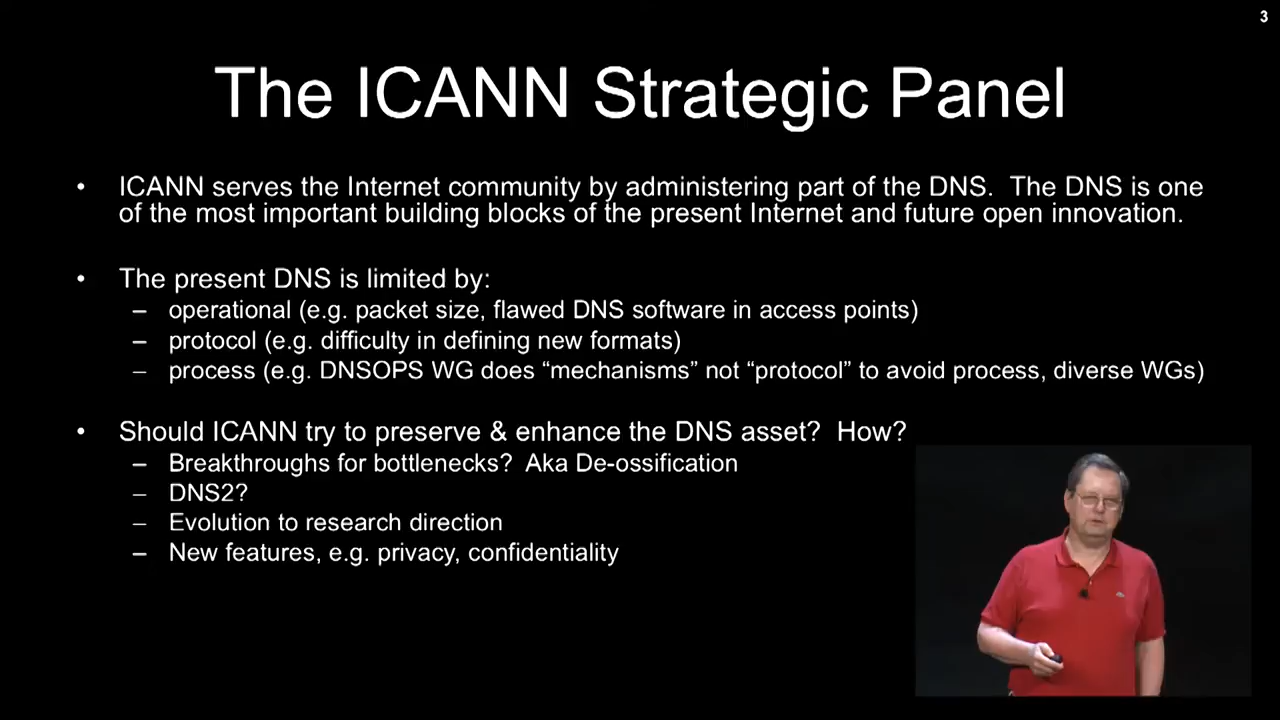 3
The ICANN Strategic Panel
• ICANN serves the Internet community by administering part of the DNS.  The DNS is one
of the most important building blocks of the present Internet and future open innovation.
• The present DNS is limited by:
– operational (e.g. packet size, flawed DNS software in access points)
– protocol (e.g. difficulty in defining new formats)
– process (e.g. DNSOPS WG does “mechanisms” not “protocol” to avoid process, diverse WGs)
• Should ICANN try to preserve & enhance the DNS asset?  How?
– Breakthroughs for bottlenecks?  Aka De-ossification
– DNS2?
– Evolution to research direction
– New features, e.g. privacy, confidentiality